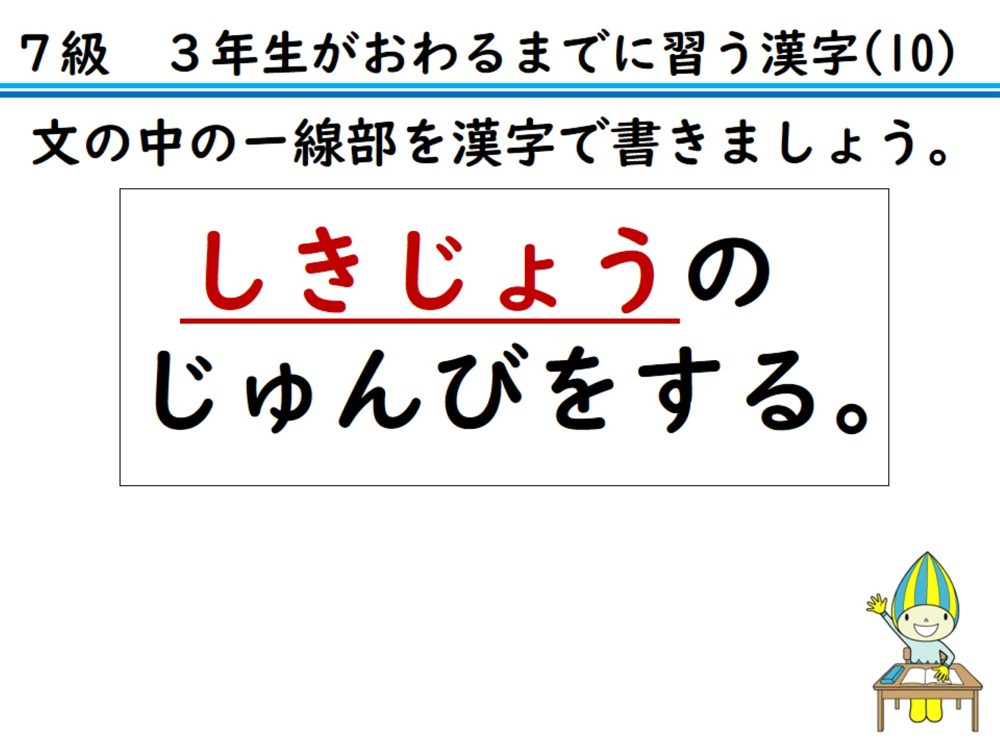 ７級　３年生がおわるまでに習う漢字(10)
文の中の―線部を漢字で書きましょう。
しきじょうの
じゅんびをする。